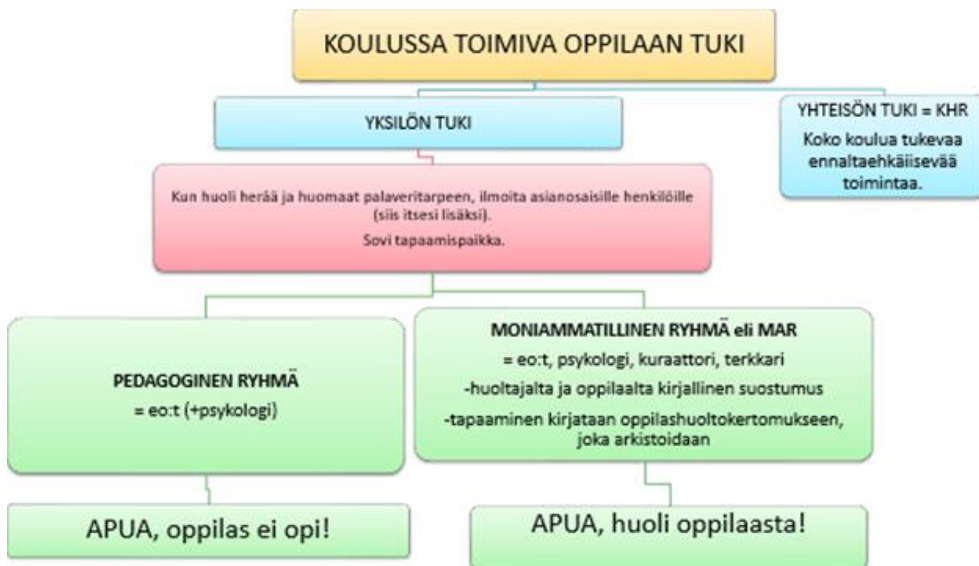 KOULUSSA TOIMIVA OPPILAAN TUKI
YKSILÖN TUKI
YHTEISÖN TUKI = KHR
Koko koulua tukevaa
ennaltaehkäiisevää
toimintaa.
Kun huoli herää ja huomaat palaveritarpeen, ilmoita asianosaisille henkilöille
(siis itsesi lisäksi).
Sovi tapaamispaikka.
PEDAGOGINEN RYHMÄ
= eo:t (+psykologi)
MONIAMMATILLINEN RYHMÄ eli MAR
= eo:t, psykologi, kuraattori, terkkari
-huoltajalta ja oppilaalta kirjallinen suostumus
-tapaaminen kirjataan oppilashuoltokertomukseen,
joka arkistoidaan
APUA, oppilas ei opi!
APUA, huoli oppilaasta!